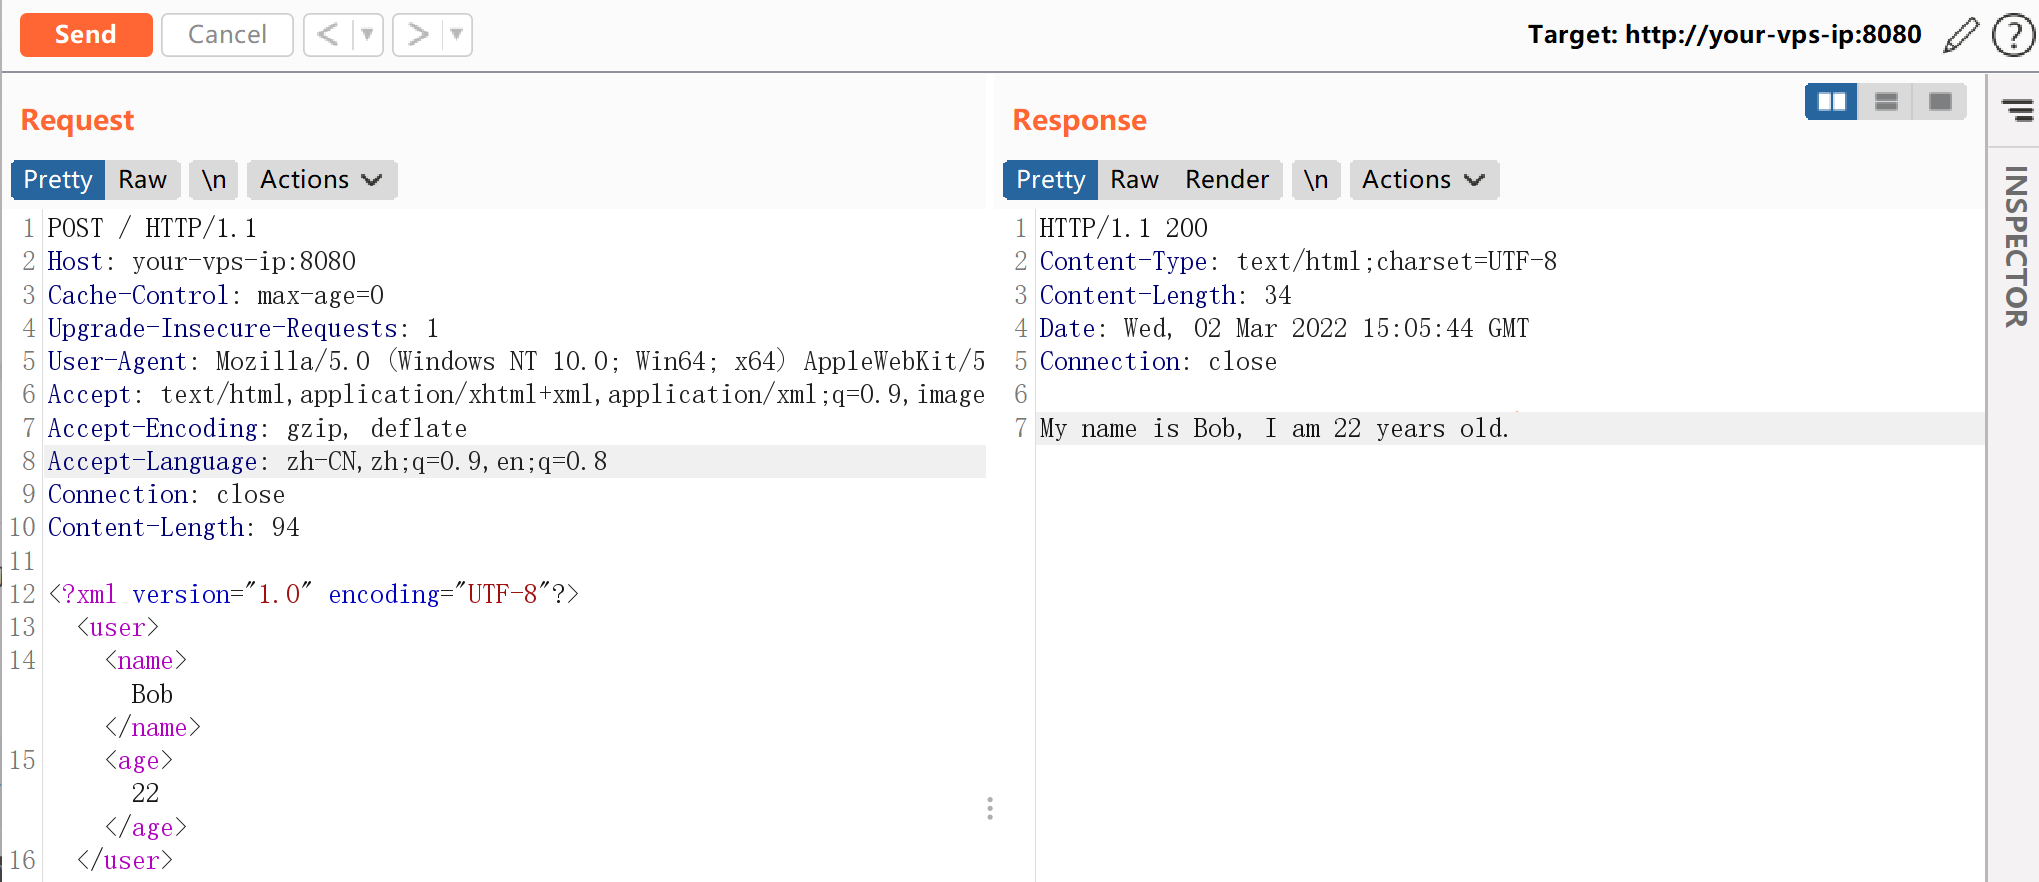 Send Cancel < > Target: http://your-vps-ip:8080 ?
Request
Pretty Raw \n Actions
1 POST / HTTP/1.1
2 Host: your-vps-ip:8080
3 Cache-Control: max-age=0
4 Upgrade-Insecure-Requests: 1
5 User-Agent: Mozilla/5.0 (Windows NT 10.0; Win64; x64) AppleWebKit/5
6 Accept: text/html,application/xhtml+xml,application/xml;q=0.9,image
7 Accept-Encoding: gzip, deflate
8 Accept-Language: zh-CN,zh;q=0.9,en;q=0.8
9 Connection: close
10 Content-Length: 94
11
12 <?xml version="1.0" encoding="UTF-8"?>
13 <user>
14 <name>
Bob
</name>
15 <age>
22
</age>
16 </user>
Response
Pretty Raw Render \n Actions
1 HTTP/1.1 200
2 Content-Type: text/html;charset=UTF-8
3 Content-Length: 34
4 Date: Wed, 02 Mar 2022 15:05:44 GMT
5 Connection: close
6
7 My name is Bob, I am 22 years old.
INSPECTOR